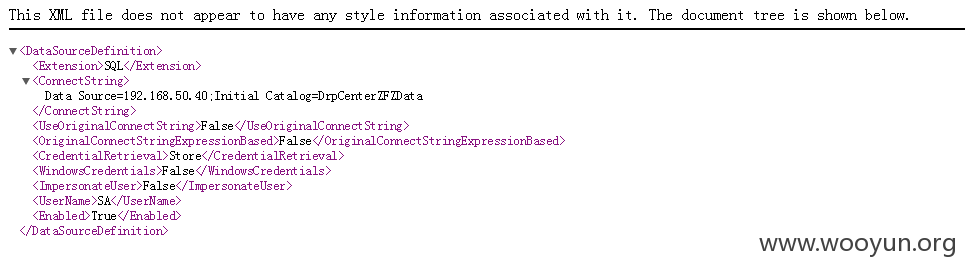 This XML file does not appear to have any style information associated with it. The document tree is shown below.
▼<DataSourceDefinition>
<Extension>SQL</Extension>
▼<ConnectString>
Data Source=192.168.50.40;Initial Catalog=DrpCenterZFZData
</ConnectString>
<UseOriginalConnectString>False</UseOriginalConnectString>
<OriginalConnectStringExpressionBased>False</OriginalConnectStringExpressionBased>
<CredentialRetrieval>Store</CredentialRetrieval>
<WindowsCredentials>False</WindowsCredentials>
<ImpersonateUser>False</ImpersonateUser>
<UserName>SA</UserName>
<Enabled>True</Enabled>
</DataSourceDefinition>
www.wooyun.org